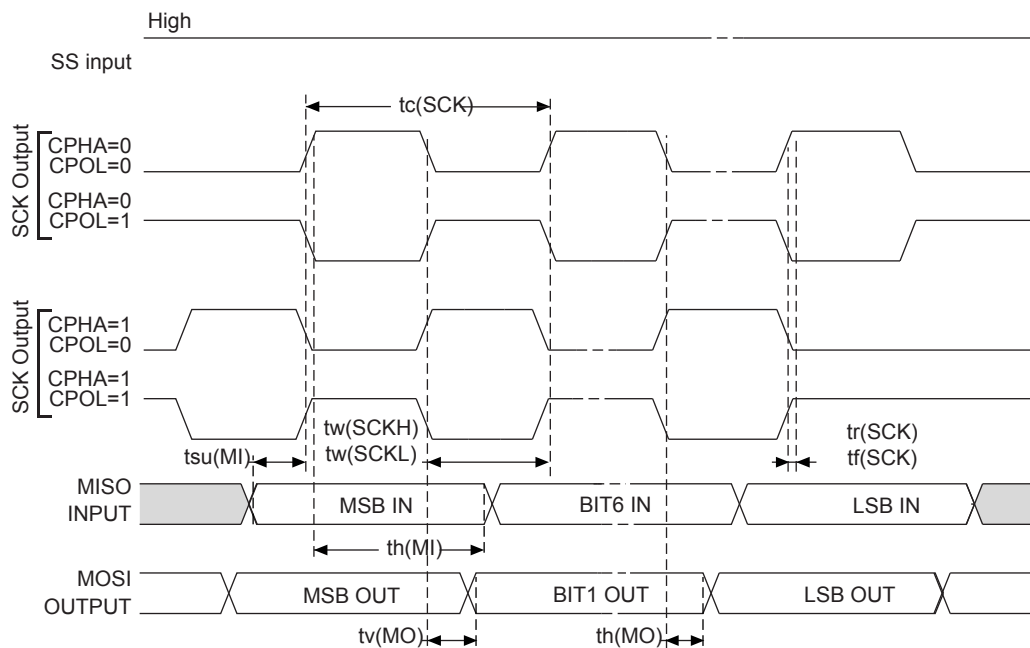 High
SS input
tc(SCK)
SCK Output
CPHA=0
CPOL=0
CPHA=0
CPOL=1
SCK Output
CPHA=1
CPOL=0
CPHA=1
CPOL=1
tw(SCKH)
tw(SCKL)
tr(SCK)
tf(SCK)
tsu(MI)
MISO
INPUT
MSB IN
BIT6 IN
LSB IN
th(MI)
MOSI
OUTPUT
MSB OUT
BIT1 OUT
LSB OUT
tv(MO)
th(MO)